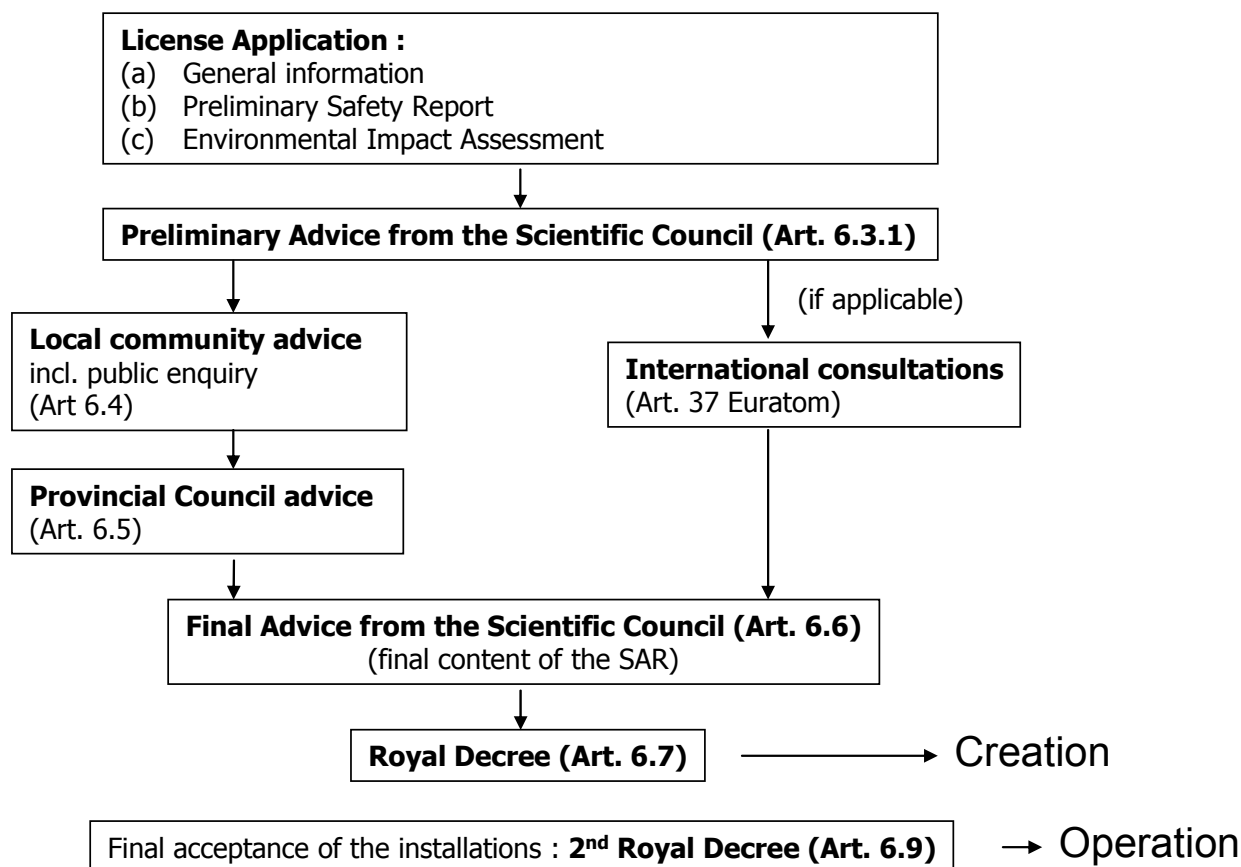 License Application :
(a) General information
(b) Preliminary Safety Report
(c) Environmental Impact Assessment
Preliminary Advice from the Scientific Council (Art. 6.3.1)
(if applicable)
Local community advice
incl. public enquiry
(Art 6.4)
International consultations
(Art. 37 Euratom)
Provincial Council advice
(Art. 6.5)
Final Advice from the Scientific Council (Art. 6.6)
(final content of the SAR)
Royal Decree (Art. 6.7)
Creation
Final acceptance of the installations : 2nd Royal Decree (Art. 6.9)
Operation